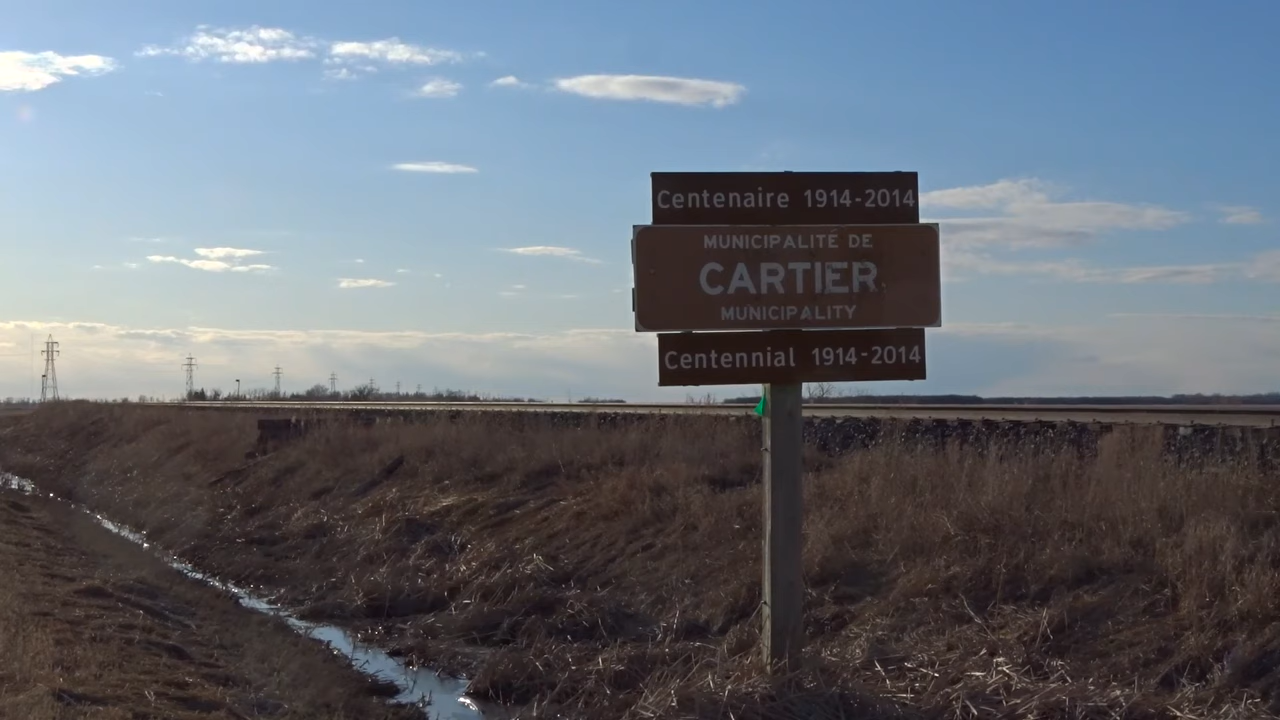 Centenaire 1914-2014
MUNICIPALITÉ DE
CARTIER
MUNICIPALITY
Centennial 1914-2014